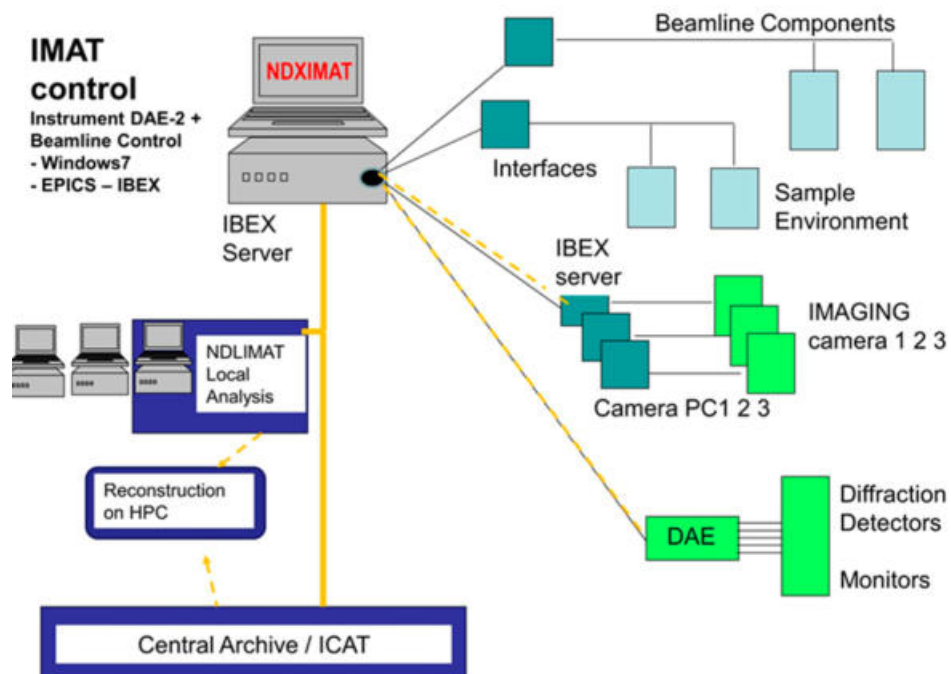 IMAT
control
Instrument DAE-2 +
Beamline Control
- Windows7
- EPICS – IBEX
NDXIMAT
IBEX
Server
Beamline Components
Interfaces
Sample
Environment
IBEX
server
IMAGING
camera 1 2 3
Camera PC1 2 3
NDLIMAT
Local
Analysis
Reconstruction
on HPC
DAE
Diffraction
Detectors
Monitors
Central Archive / ICAT